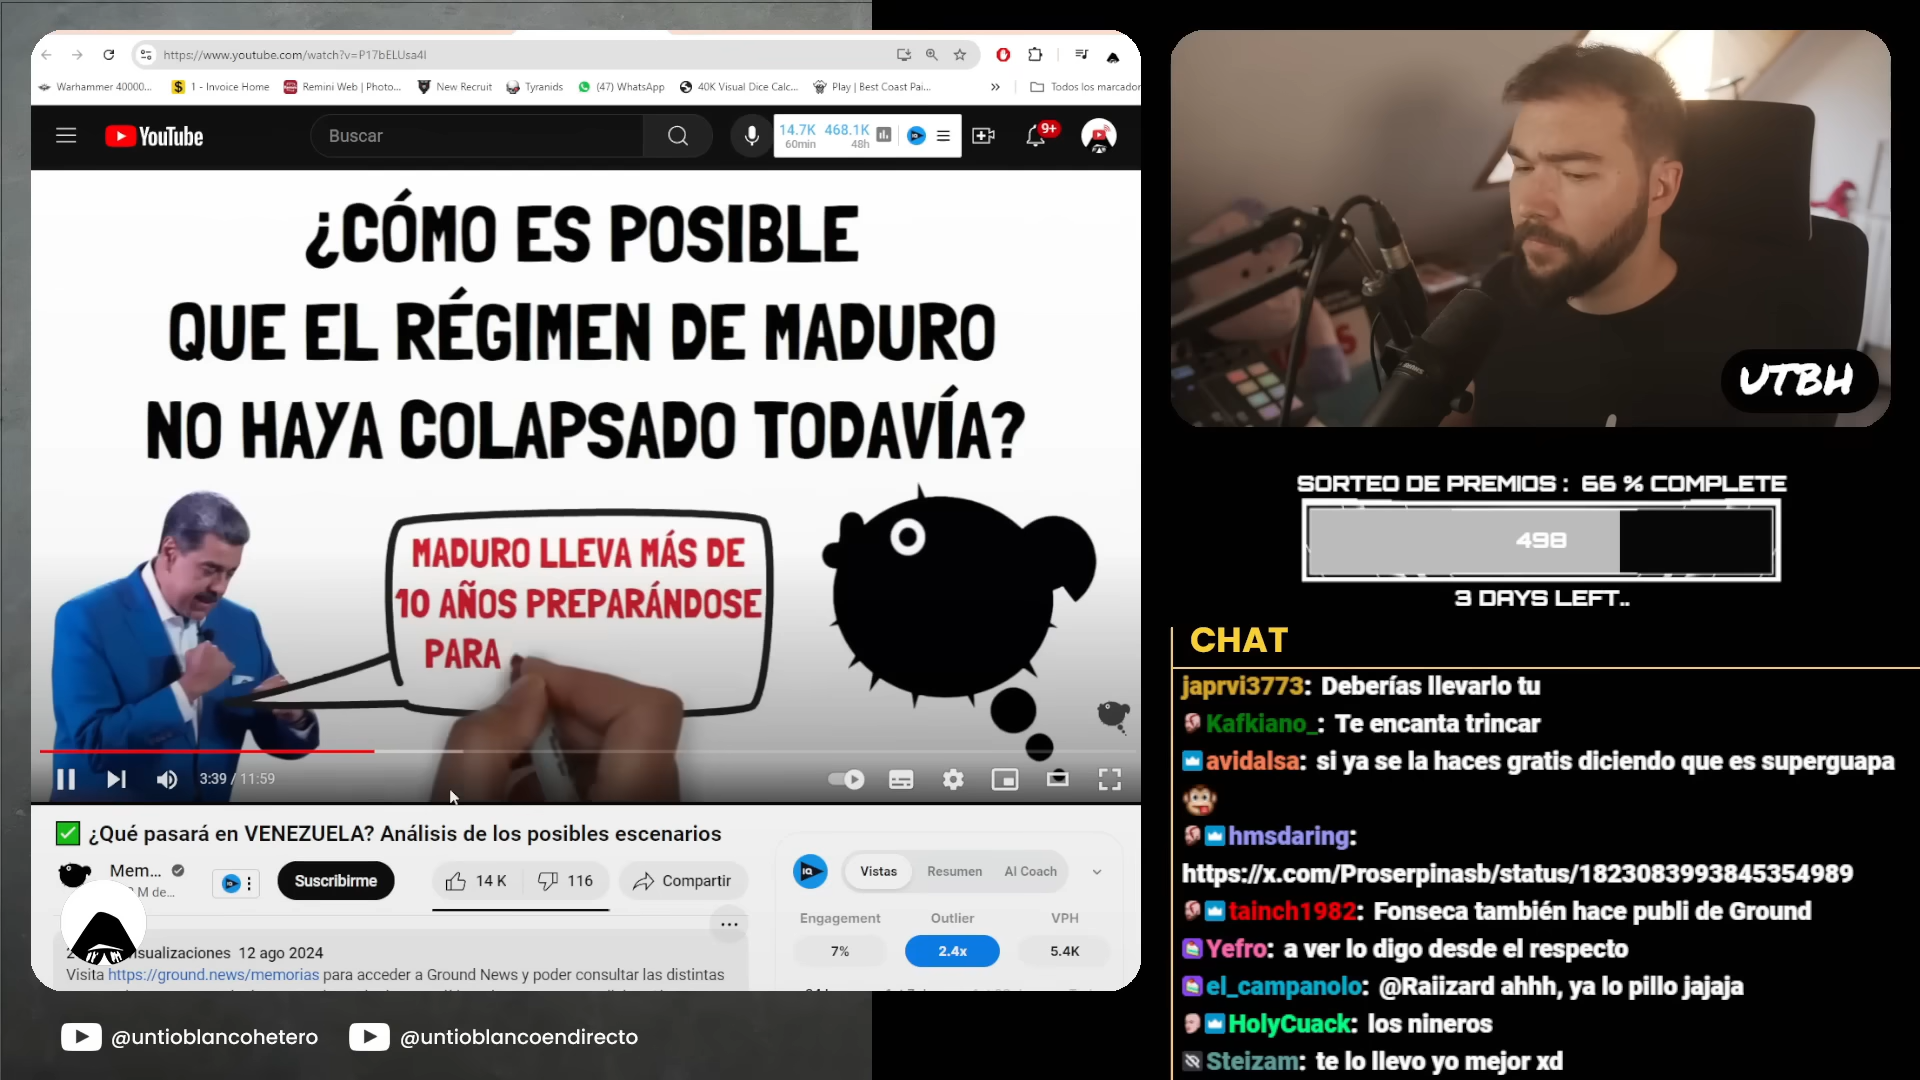 https://www.youtube.com/watch?v=P17bELUsa4I
Warhammer 40000...
1 - Invoice Home
Remini Web | Photo...
New Recruit
Tyranids
(47) WhatsApp
40K Visual Dice Calc...
Play | Best Coast Pai...
»
Todos los marcador
YouTube
Buscar
14.7K 468.1K
60min 48h
9+
¿CÓMO ES POSIBLE
QUE EL RÉGIMEN DE MADURO
NO HAYA COLAPSADO TODAVÍA?
MADURO LLEVA MÁS DE
10 AÑOS PREPARÁNDOSE
PARA
3:39 / 11:59
¿Qué pasará en VENEZUELA? Análisis de los posibles escenarios
Mem...
M de...
IQ
Suscribirme
14 K
116
Compartir
IQ
Vistas
Resumen
AI Coach
Engagement
Outlier
VPH
7%
2.4x
5.4K
sualizaciones 12 ago 2024
Visita https://ground.news/memorias para acceder a Ground News y poder consultar las distintas
@untioblancohetero
@untioblancoendirecto
UTBH
SORTEO DE PREMIOS : 66 % COMPLETE
498
3 DAYS LEFT..
CHAT
japrvi3773: Deberías llevarlo tu
Kafkiano_: Te encanta trincar
avidalsa: si ya se la haces gratis diciendo que es superguapa
hmsdaring:
https://x.com/Proserpinasb/status/1823083993845354989
tainch1982: Fonseca también hace publi de Ground
Yefro: a ver lo digo desde el respecto
el_campanolo: @Raiizard ahhh, ya lo pillo jajaja
HolyCuack: los nineros
Steizam: te lo llevo yo mejor xd